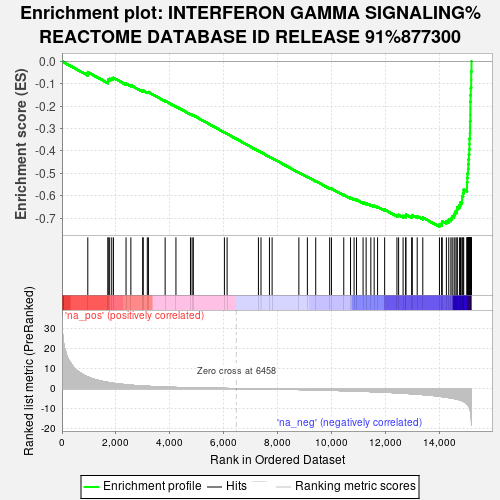 Enrichment plot: INTERFERON GAMMA SIGNALING%
REACTOME DATABASE ID RELEASE 91%877300
Enrichment score (ES)
0.0
-0.1
-0.2
-0.3
-0.4
-0.5
-0.6
-0.7
Ranked list metric (PreRanked)
'na_pos' (positively correlated)
30
20
10
0
-10
-20
Zero cross at 6458
'na_neg' (negatively correlated)
0
2,000
4,000
6,000
8,000
10,000
12,000
14,000
Rank in Ordered Dataset
Enrichment profile
Hits
Ranking metric scores